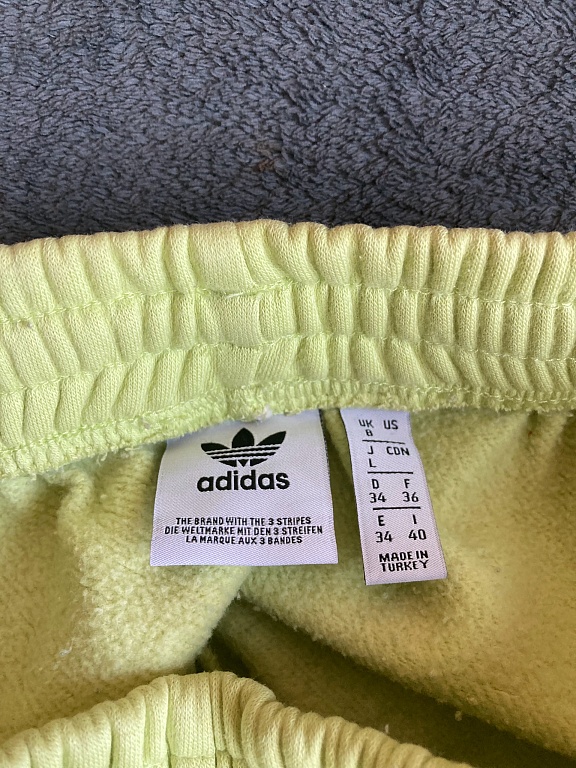 adidas
THE BRAND WITH THE 3 STRIPES
DIE WELTMARKE MIT DEN 3 STREIFEN
LA MARQUE AUX 3 BANDES
UK US
8
J CDN
L
D F
34 36
E I
34 40
MADE IN
TURKEY